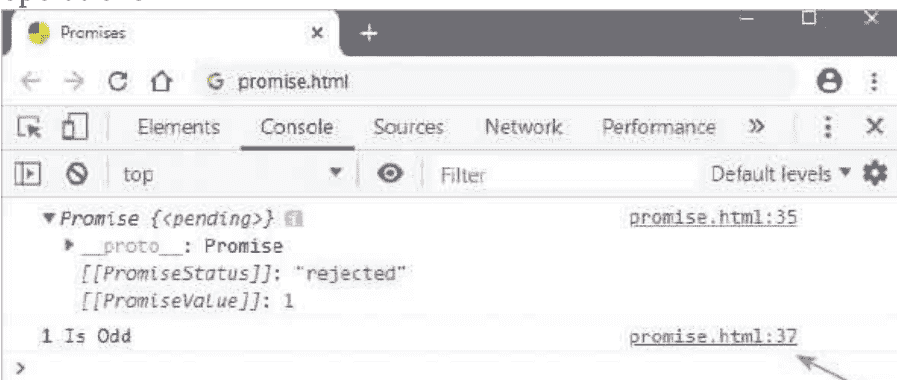 Promises
promise.html
Elements Console Sources Network Performance »
top Filter Default levels
Promise {<pending>} promise.html:35
__proto__: Promise
[[PromiseStatus]]: "rejected"
[[PromiseValue]]: 1
1 Is Odd promise.html:37
>